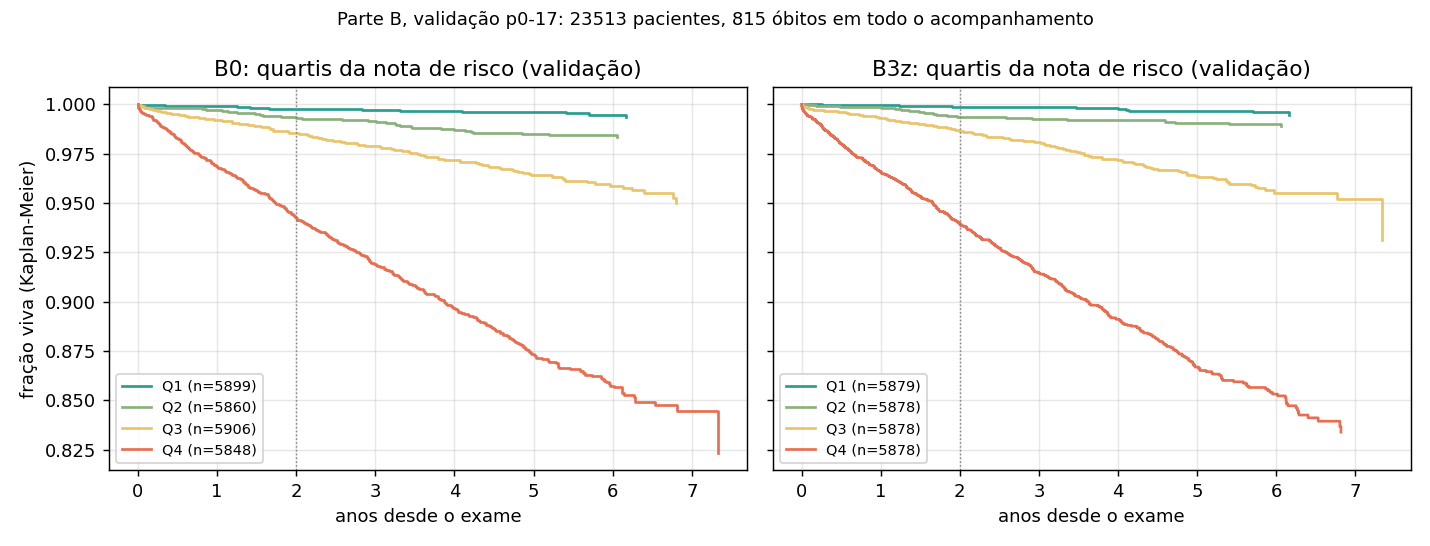 Parte B, validação p0-17: 23513 pacientes, 815 óbitos em todo o acompanhamento
B0: quartis da nota de risco (validação)
fração viva (Kaplan-Meier)
1.000
0.975
0.950
0.925
0.900
0.875
0.850
0.825
Q1 (n=5899)
Q2 (n=5860)
Q3 (n=5906)
Q4 (n=5848)
0 1 2 3 4 5 6 7
anos desde o exame
B3z: quartis da nota de risco (validação)
Q1 (n=5879)
Q2 (n=5878)
Q3 (n=5878)
Q4 (n=5878)
0 1 2 3 4 5 6 7
anos desde o exame